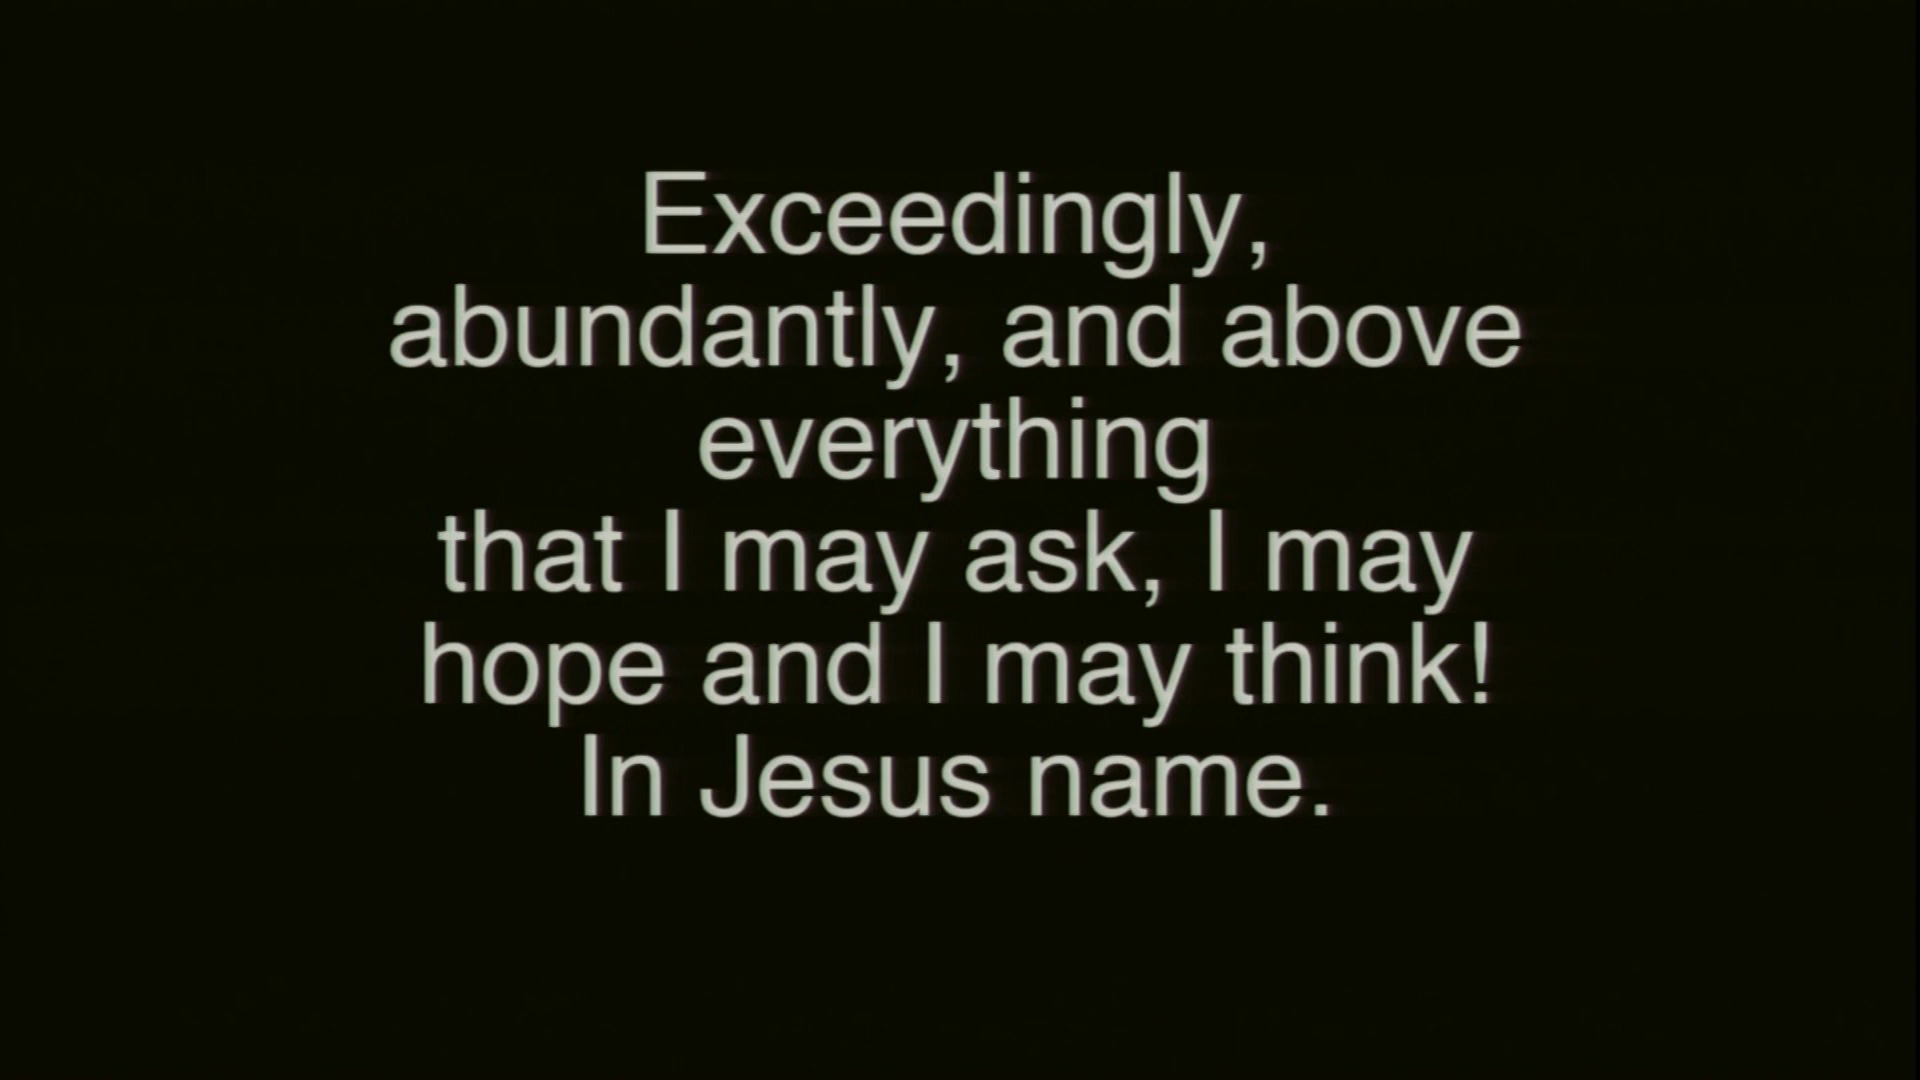 Exceedingly,
abundantly, and above
everything
that I may ask, I may
hope and I may think!
In Jesus name.